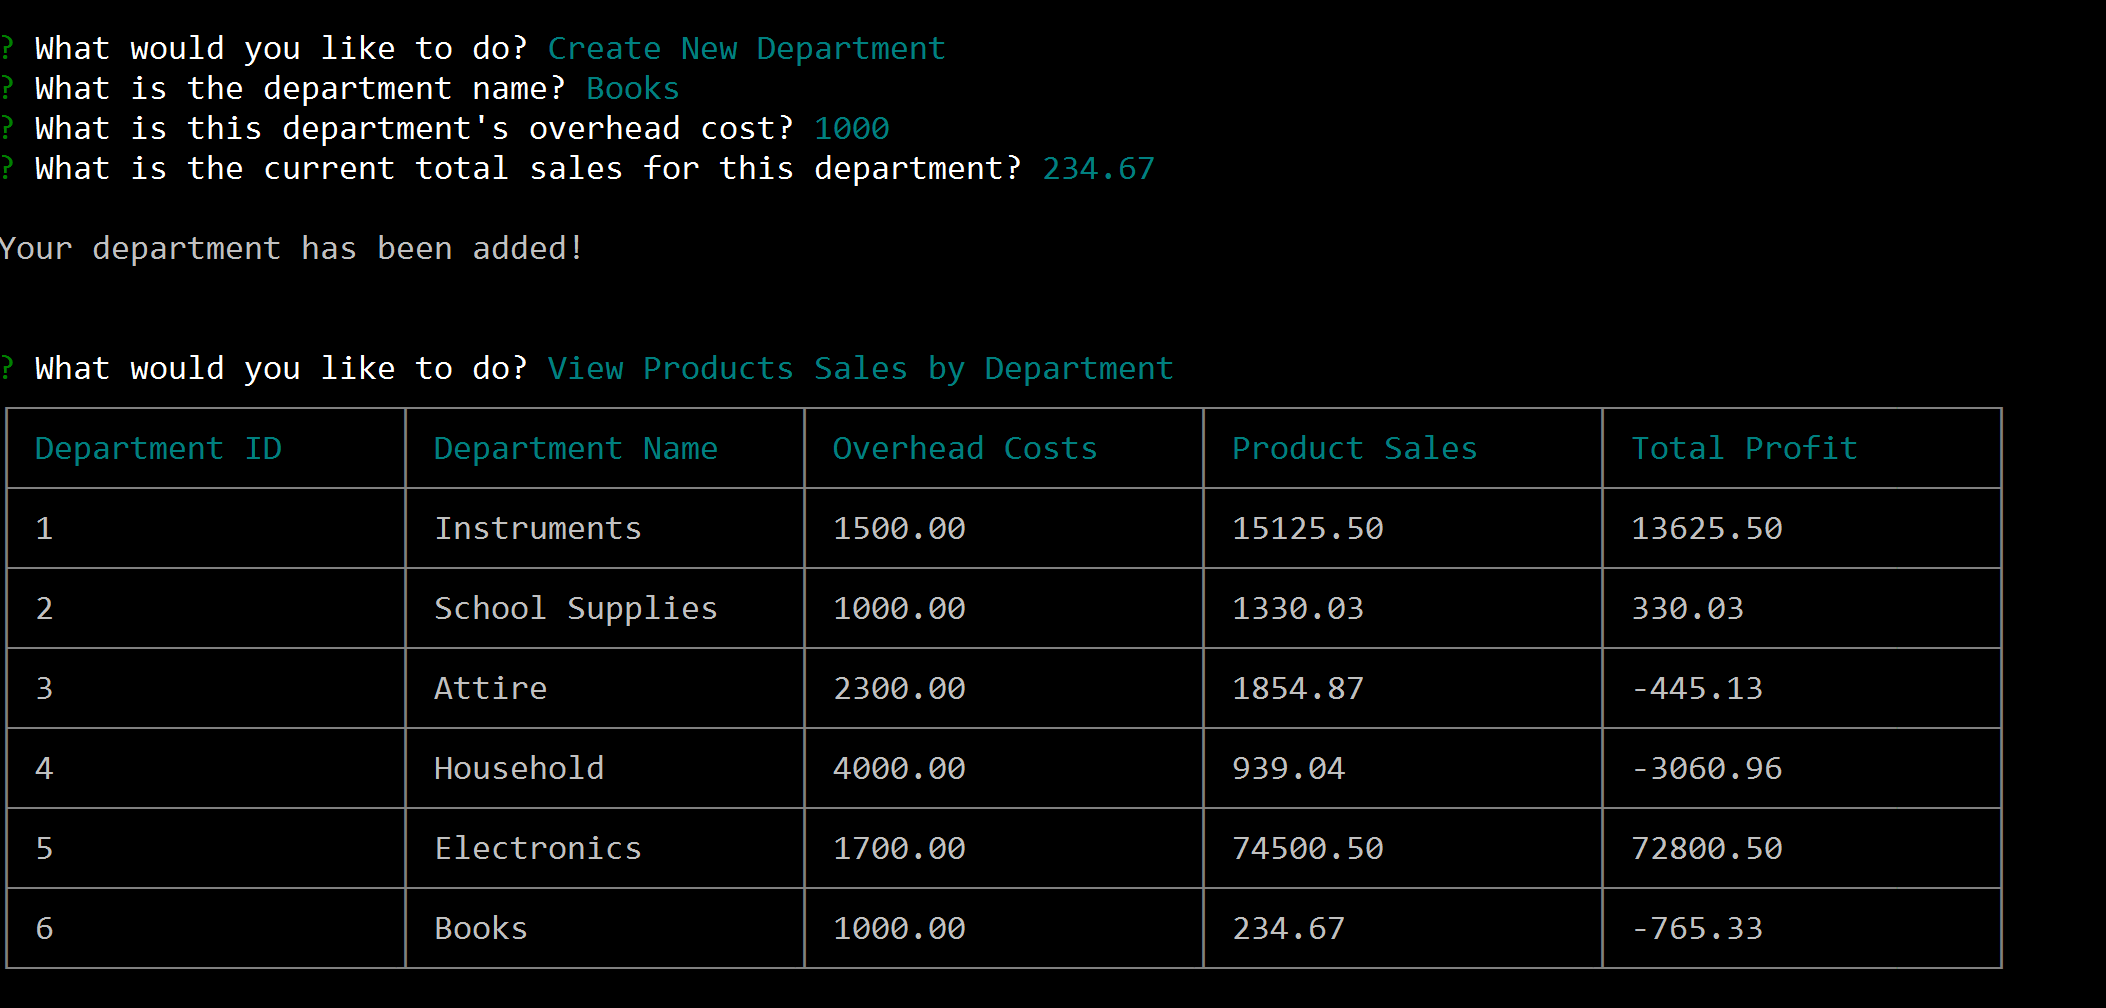 ? What would you like to do? Create New Department
? What is the department name? Books
? What is this department's overhead cost? 1000
? What is the current total sales for this department? 234.67
Your department has been added!
? What would you like to do? View Products Sales by Department
Department ID Department Name Overhead Costs Product Sales Total Profit
1 Instruments 1500.00 15125.50 13625.50
2 School Supplies 1000.00 1330.03 330.03
3 Attire 2300.00 1854.87 -445.13
4 Household 4000.00 939.04 -3060.96
5 Electronics 1700.00 74500.50 72800.50
6 Books 1000.00 234.67 -765.33